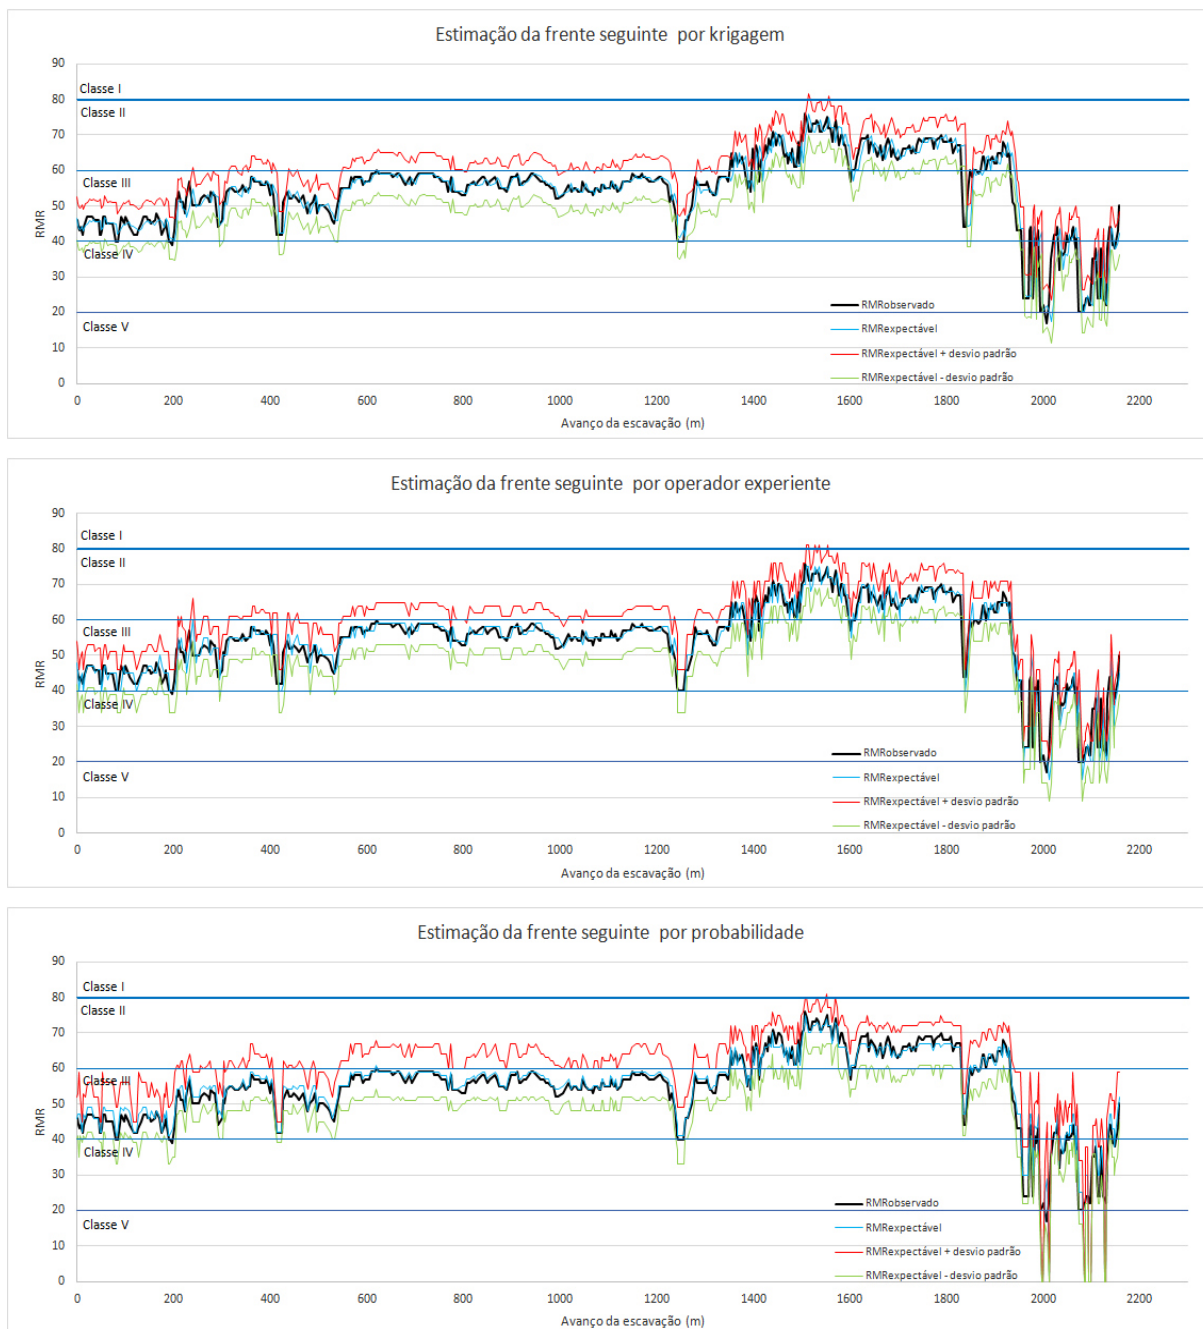 Estimação da frente seguinte por krigagem
90
Classe I
80
Classe II
70
60
Classe III
50
RMR
40
Classe IV
30
RMRobservado
20
Classe V
RMRexpectável
10
RMRexpectável + desvio padrão
RMRexpectável - desvio padrão
0
0 200 400 600 800 1000 1200 1400 1600 1800 2000 2200
Avanço da escavação (m)
Estimação da frente seguinte por operador experiente
90
Classe I
80
Classe II
70
60
Classe III
50
RMR
40
Classe IV
30
RMRobservado
20
Classe V
RMRexpectável
10
RMRexpectável + desvio padrão
RMRexpectável - desvio padrão
0
0 200 400 600 800 1000 1200 1400 1600 1800 2000 2200
Avanço da escavação (m)
Estimação da frente seguinte por probabilidade
90
Classe I
80
Classe II
70
60
Classe III
50
RMR
40
Classe IV
30
RMRobservado
20
Classe V
RMRexpectável
10
RMRexpectável + desvio padrão
RMRexpectável - desvio padrão
0
0 200 400 600 800 1000 1200 1400 1600 1800 2000 2200
Avanço da escavação (m)